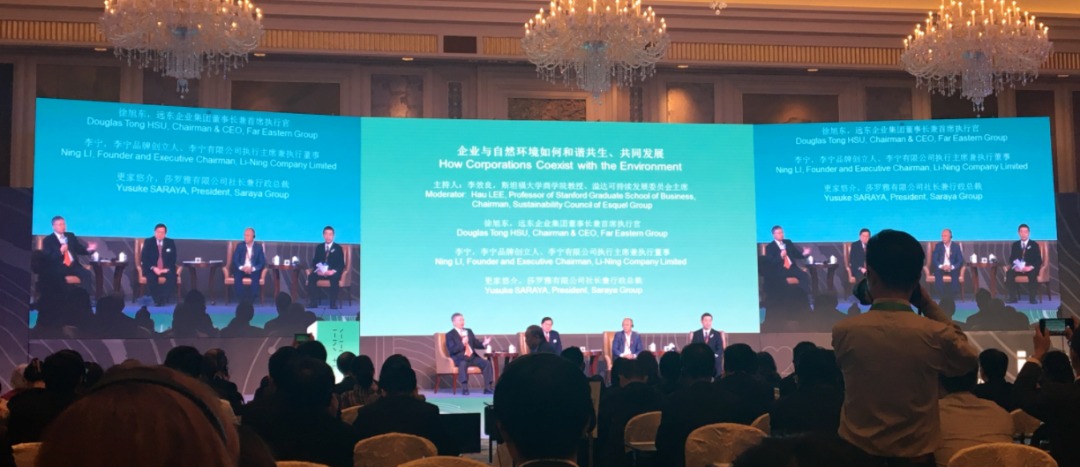 徐旭东，远东企业集团董事长兼首席执行官
Douglas Tong HSU, Chairman & CEO, Far Eastern Group
李宁，李宁品牌创立人、李宁有限公司执行主席兼执行董事
Ning LI, Founder and Executive Chairman, Li-Ning Company Limited
更家悠介，莎罗雅有限公司社长兼行政总裁
Yusuke SARAYA, President, Saraya Group
企业与自然环境如何和谐共生、共同发展
How Corporations Coexist with the Environment
主持人：李效良，斯坦福大学商学院教授、溢达可持续发展委员会主席
Moderator: Hau LEE, Professor of Stanford Graduate School of Business,
Chairman, Sustainability Council of Esquel Group
徐旭东，远东企业集团董事长兼首席执行官
Douglas Tong HSU, Chairman & CEO, Far Eastern Group
李宁，李宁品牌创立人、李宁有限公司执行主席兼执行董事
Ning LI, Founder and Executive Chairman, Li-Ning Company Limited
更家悠介，莎罗雅有限公司社长兼行政总裁
Yusuke SARAYA, President, Saraya Group
徐旭东，远东企业集团董事长兼首席执行官
Douglas Tong HSU, Chairman & CEO, Far Eastern Group
李宁，李宁品牌创立人、李宁有限公司执行主席兼执行董事
Ning LI, Founder and Executive Chairman, Li-Ning Company Limited
更家悠介，莎罗雅有限公司社长兼行政总裁
Yusuke SARAYA, President, Saraya Group